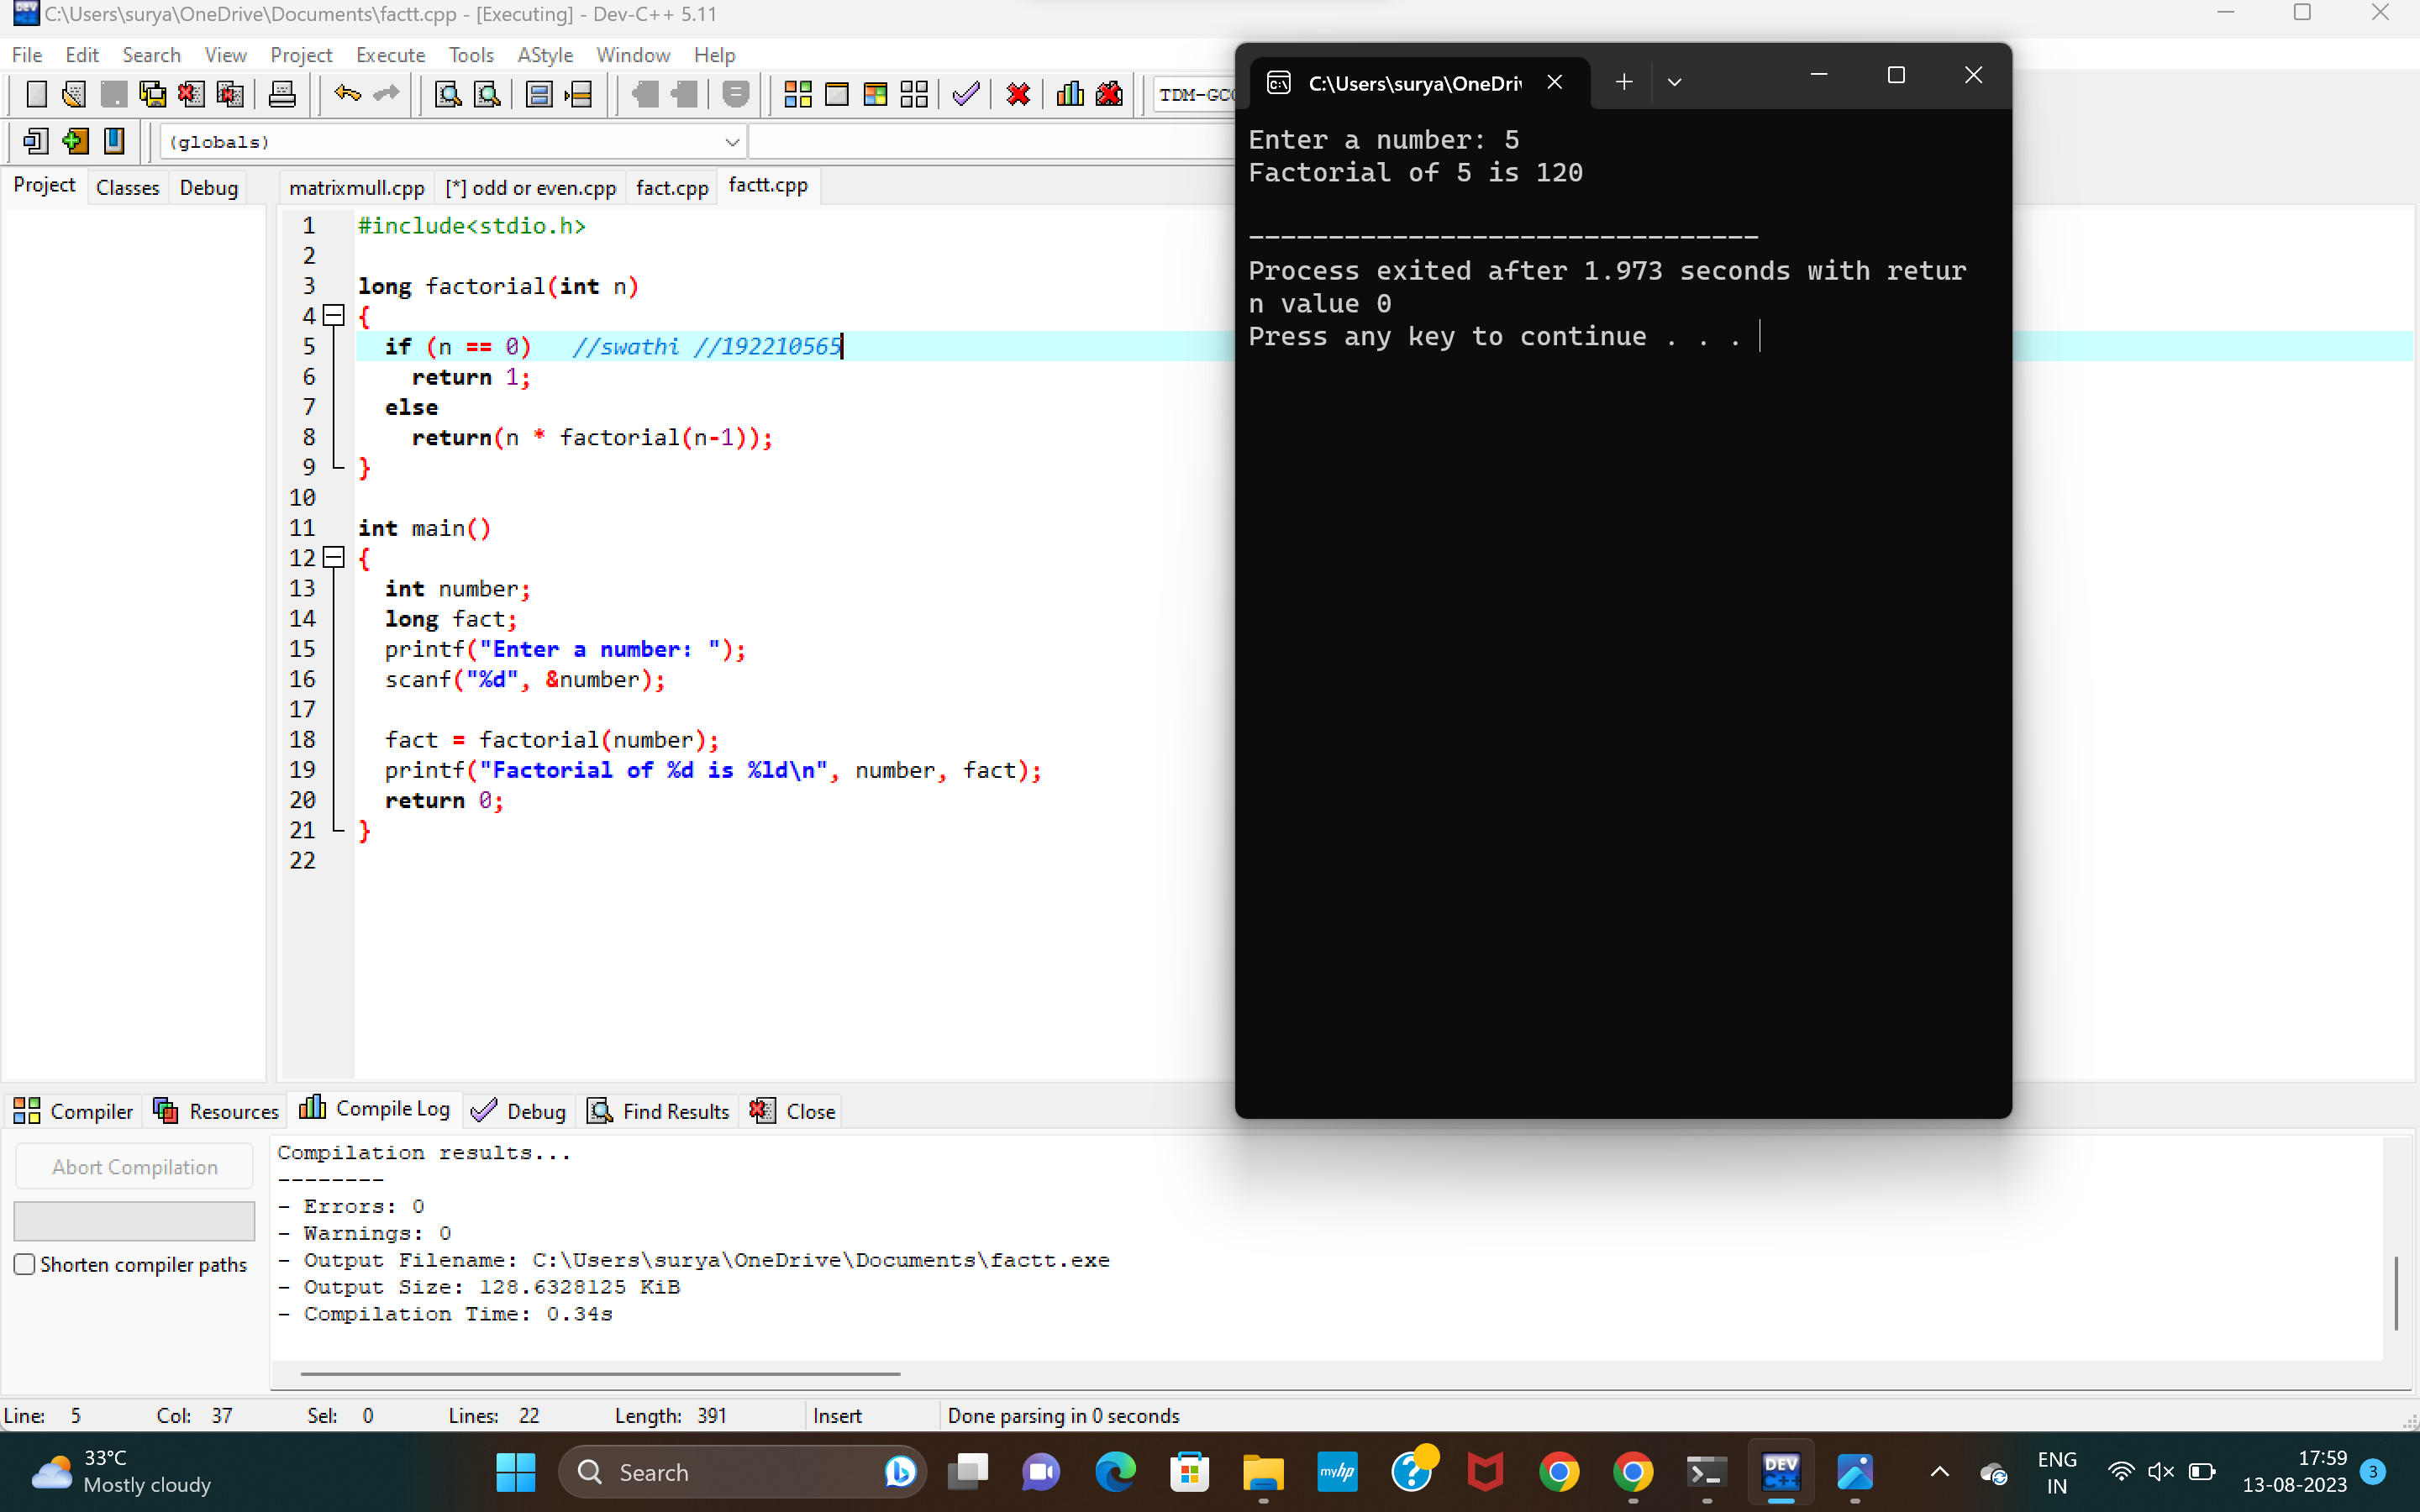 C:\Users\surya\OneDrive\Documents\factt.cpp - [Executing] - Dev-C++ 5.11
File Edit Search View Project Execute Tools AStyle Window Help
(globals)
Project Classes Debug
matrixmull.cpp [*] odd or even.cpp fact.cpp factt.cpp
1 #include<stdio.h>
2
3 long factorial(int n)
4 {
5 if (n == 0) //swathi //192210565
6 return 1;
7 else
8 return(n * factorial(n-1));
9 }
10
11 int main()
12 {
13 int number;
14 long fact;
15 printf("Enter a number: ");
16 scanf("%d", &number);
17
18 fact = factorial(number);
19 printf("Factorial of %d is %ld\n", number, fact);
20 return 0;
21 }
22
C:\Users\surya\OneDri
Enter a number: 5
Factorial of 5 is 120
--------------------------------
Process exited after 1.973 seconds with retur
n value 0
Press any key to continue . . .
Compiler Resources Compile Log Debug Find Results Close
Abort Compilation
Shorten compiler paths
Compilation results...
--------
- Errors: 0
- Warnings: 0
- Output Filename: C:\Users\surya\OneDrive\Documents\factt.exe
- Output Size: 128.6328125 KiB
- Compilation Time: 0.34s
Line: 5 Col: 37 Sel: 0 Lines: 22 Length: 391 Insert Done parsing in 0 seconds
33°C
Mostly cloudy
Search
myhp
DEV
C++
ENG
IN
17:59
13-08-2023
3